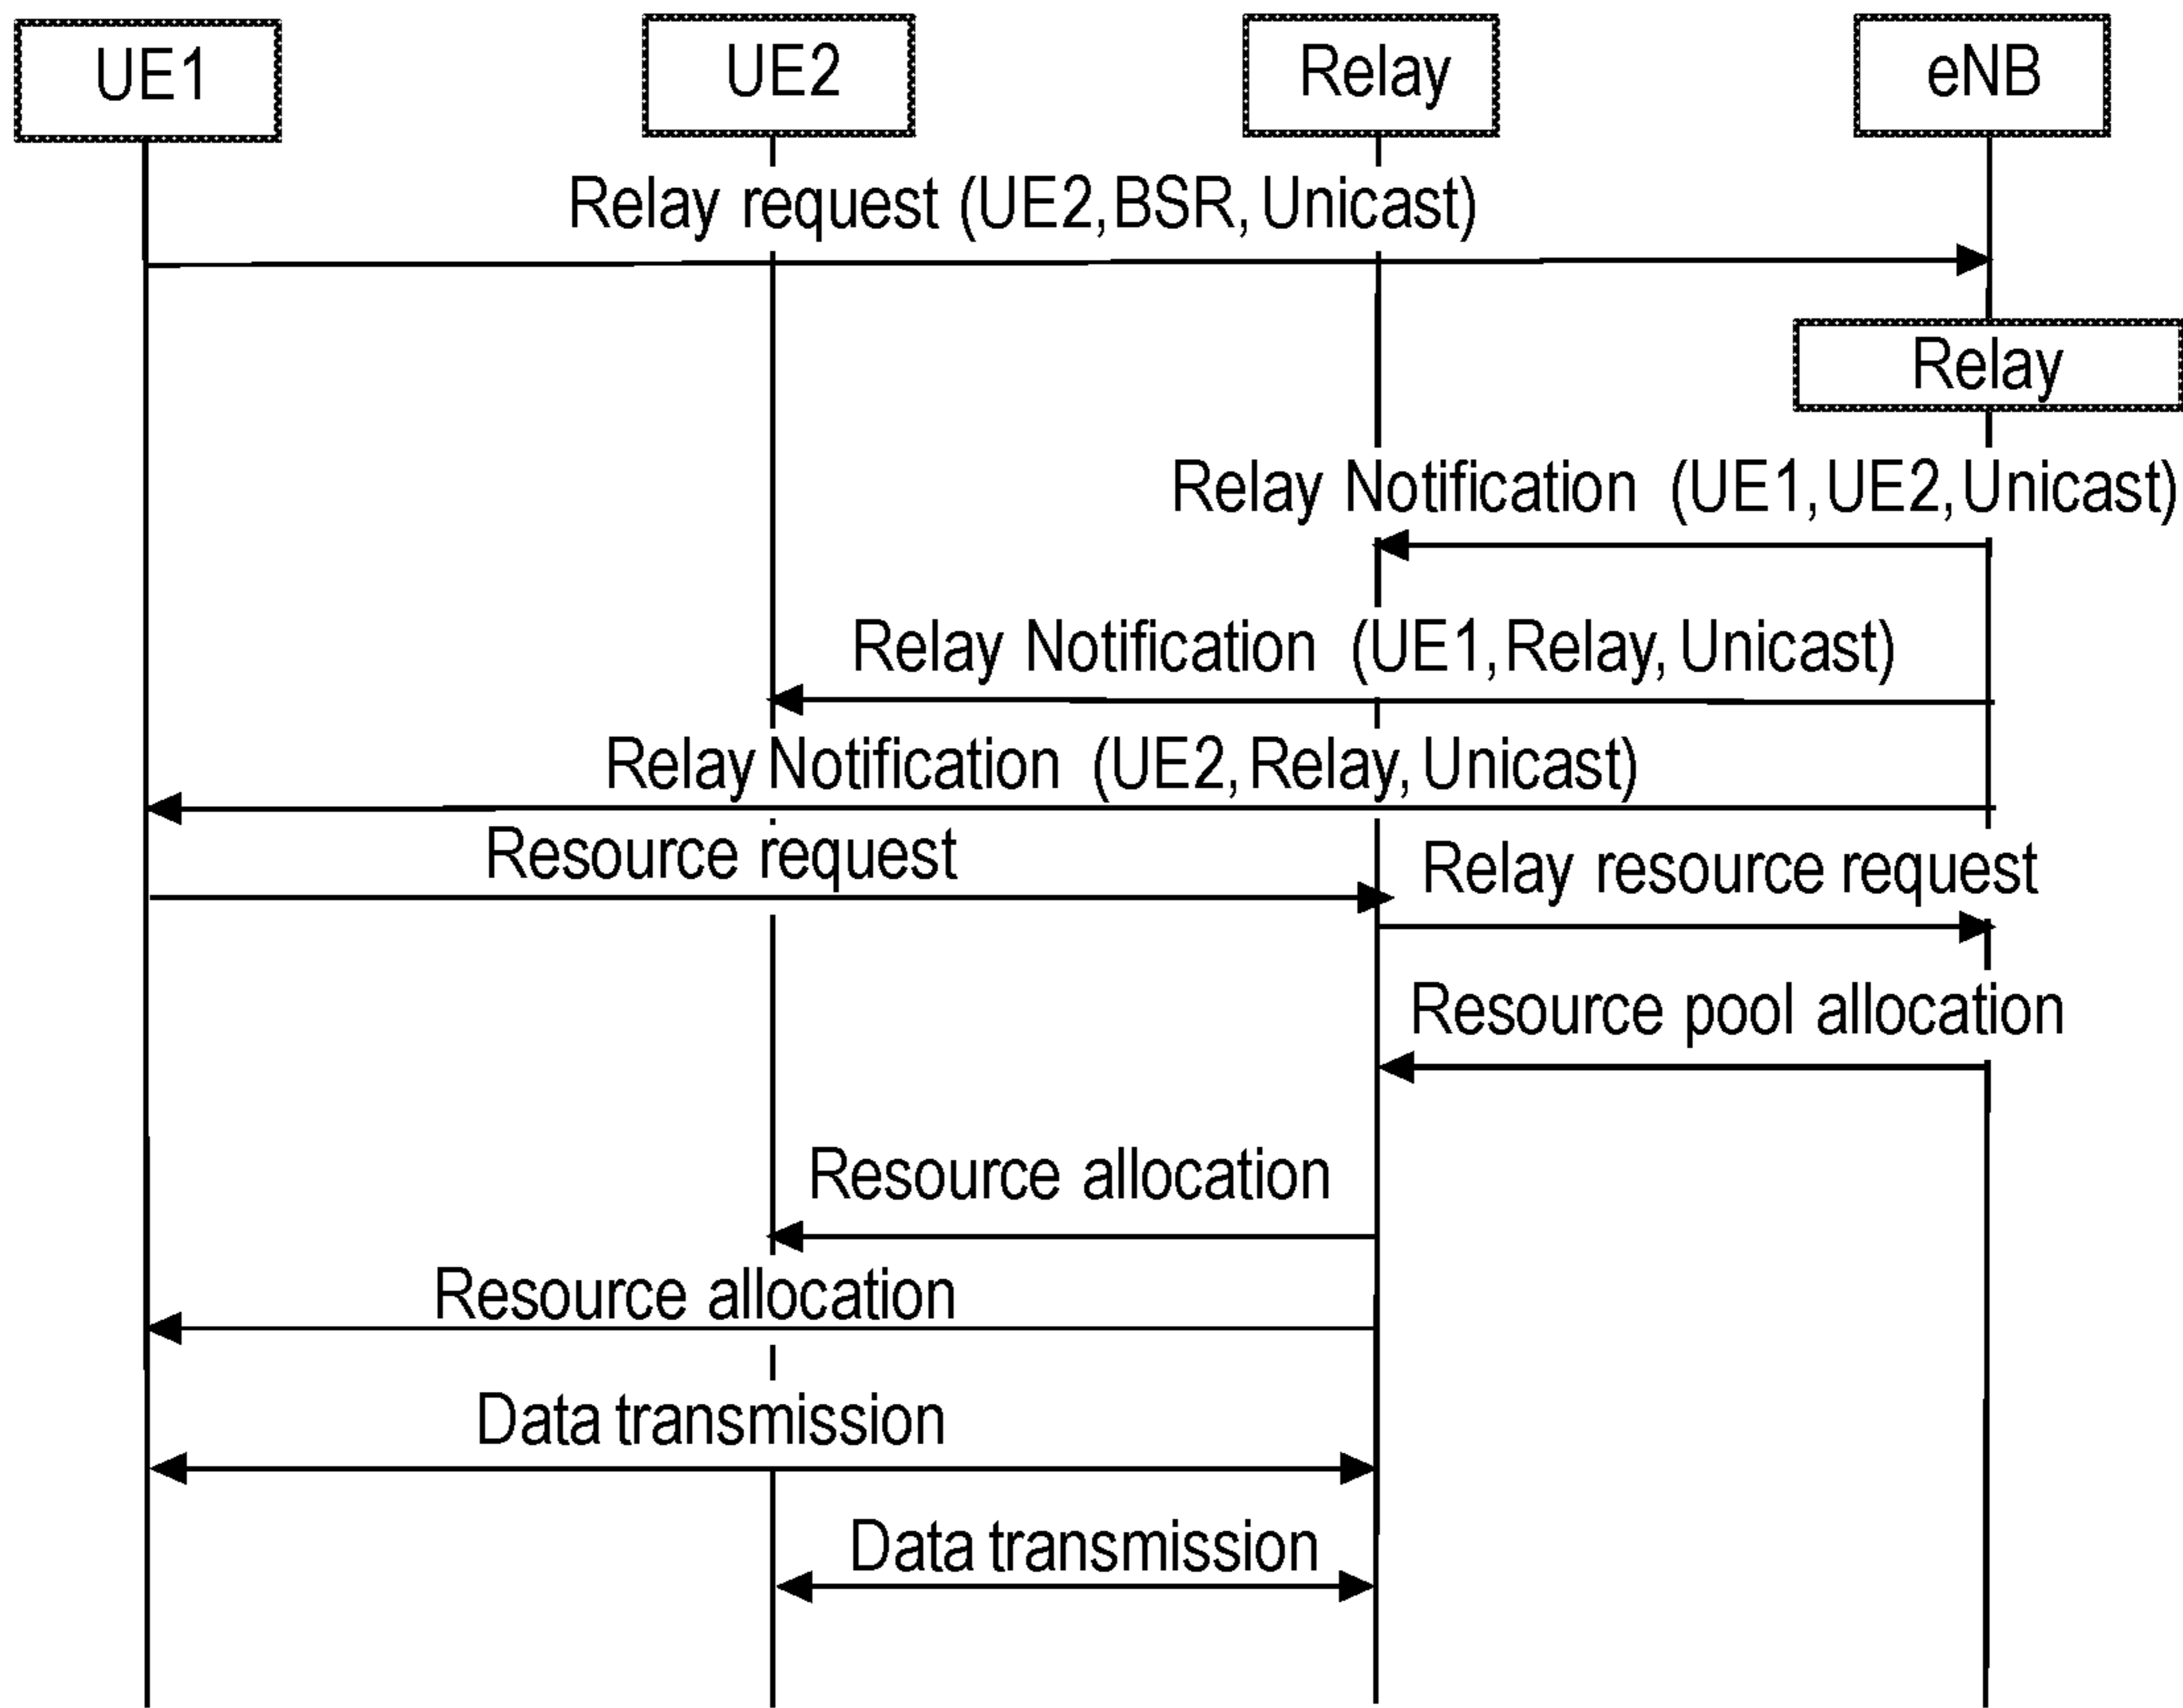 UE1
UE2
Relay
eNB
Relay request (UE2, BSR, Unicast)
Relay
Relay Notification (UE1, UE2, Unicast)
Relay Notification (UE1, Relay, Unicast)
Relay Notification (UE2, Relay, Unicast)
Resource request
Relay resource request
Resource pool allocation
Resource allocation
Resource allocation
Data transmission
Data transmission